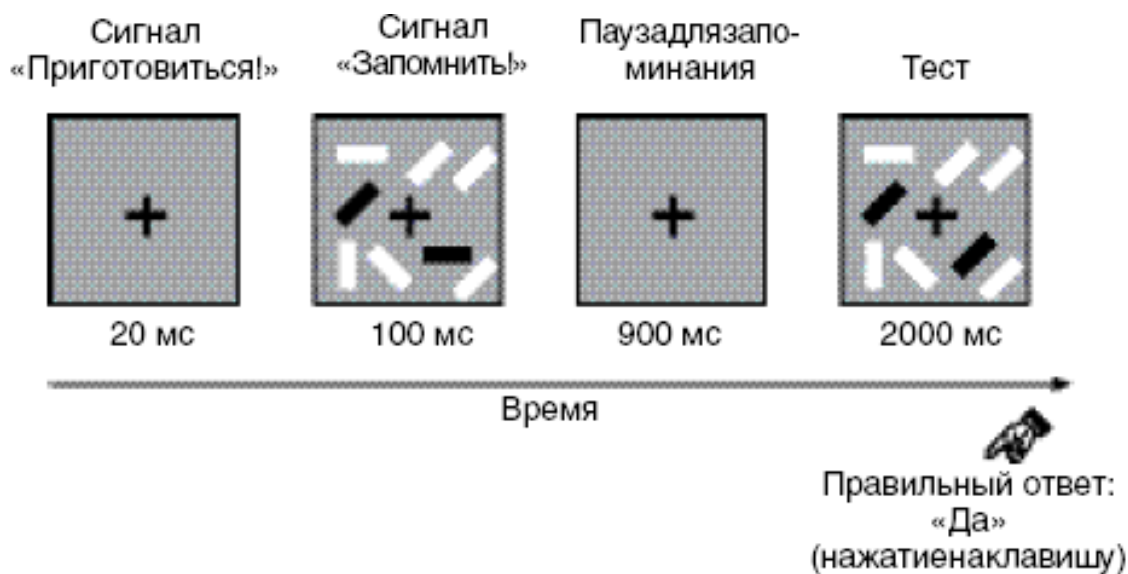 Сигнал
«Приготовиться!»
Сигнал
«Запомнить!»
Паузадлязапо-
минания
Тест
20 мс
100 мс
900 мс
2000 мс
Время
Правильный ответ:
«Да»
(нажатиенаклавишу)